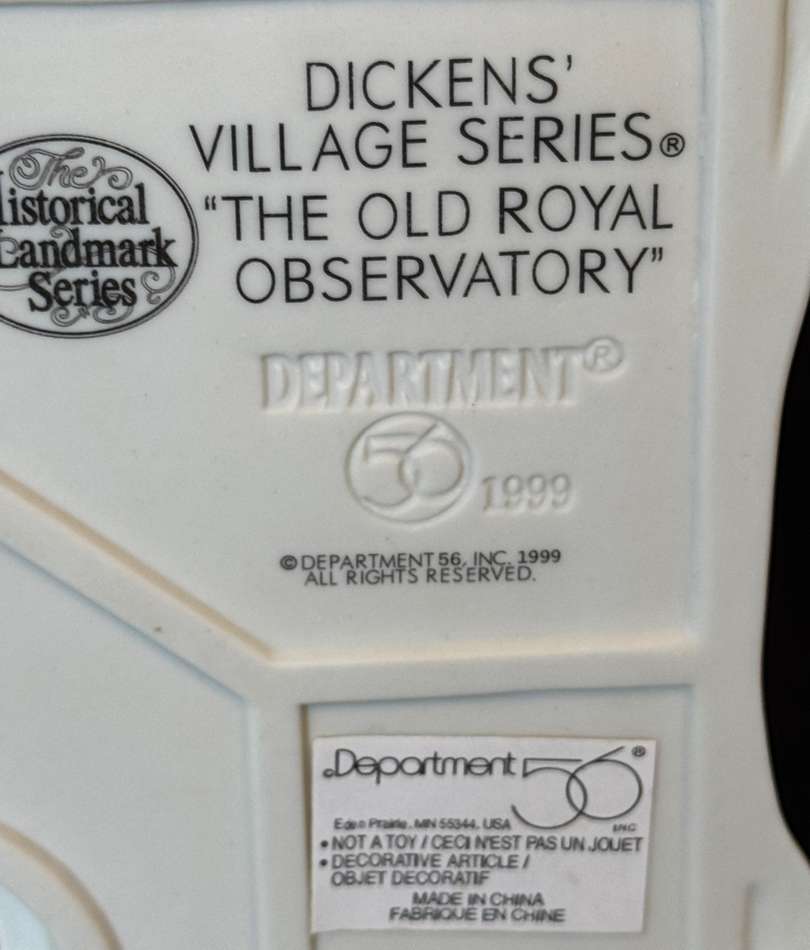 The
Historical
Landmark
Series
DICKENS'
VILLAGE SERIES®
“THE OLD ROYAL
OBSERVATORY”
DEPARTMENT®
56 1999
©DEPARTMENT 56, INC. 1999
ALL RIGHTS RESERVED.
Department 56®
Eden Prairie, MN 55344, USA INC
• NOT A TOY / CECI N'EST PAS UN JOUET
• DECORATIVE ARTICLE /
OBJET DECORATIF
MADE IN CHINA
FABRIQUÉ EN CHINE